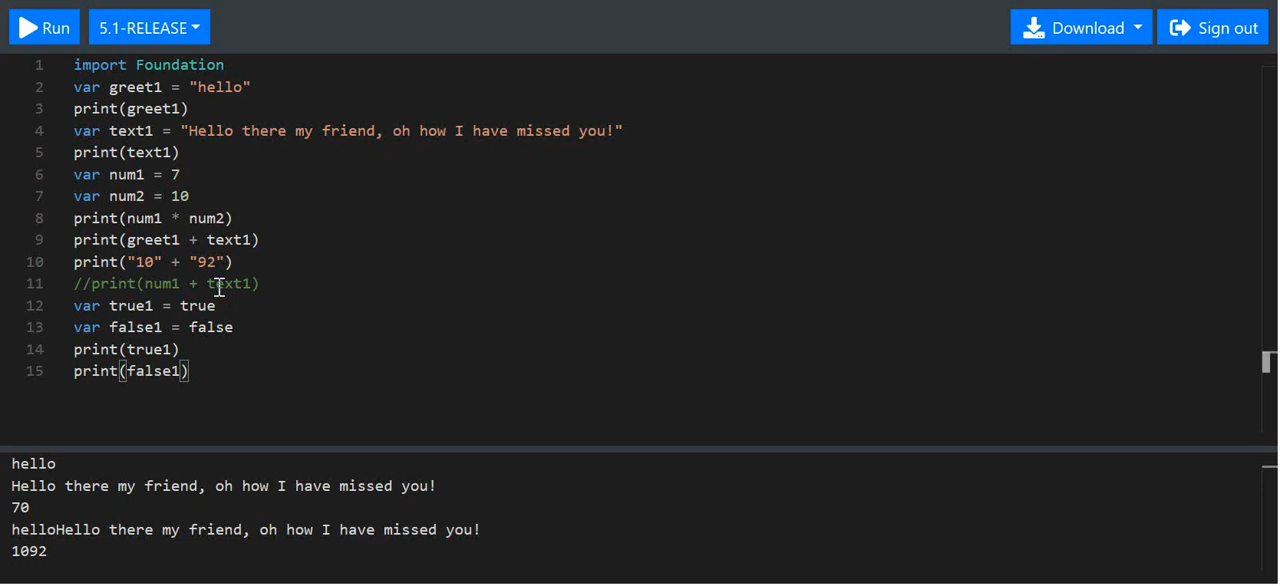 Run 5.1-RELEASE Download Sign out
1 import Foundation
2 var greet1 = "hello"
3 print(greet1)
4 var text1 = "Hello there my friend, oh how I have missed you!"
5 print(text1)
6 var num1 = 7
7 var num2 = 10
8 print(num1 * num2)
9 print(greet1 + text1)
10 print("10" + "92")
11 //print(num1 + text1)
12 var true1 = true
13 var false1 = false
14 print(true1)
15 print(false1)
hello
Hello there my friend, oh how I have missed you!
70
helloHello there my friend, oh how I have missed you!
1092